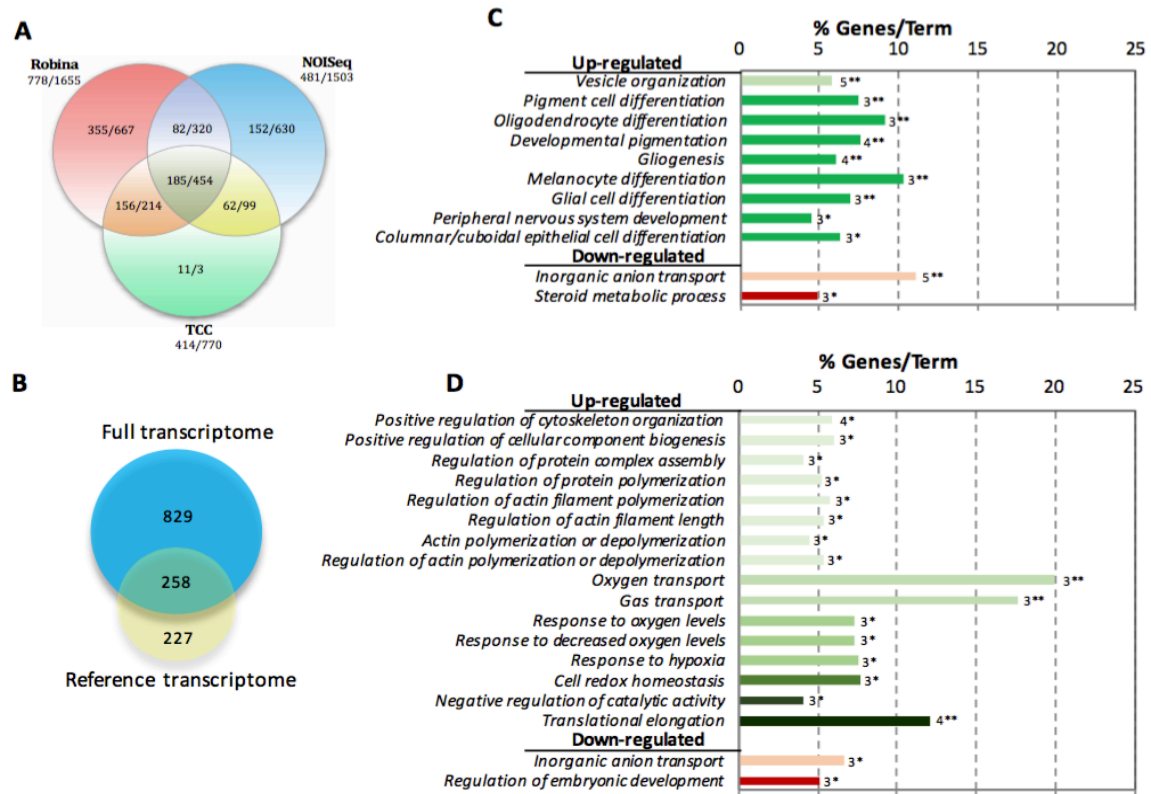 A
Robina
778/1655
NOISeq
481/1503
355/667
82/320
152/630
185/454
156/214
62/99
11/3
TCC
414/770
B
Full transcriptome
829
258
227
Reference transcriptome
C
% Genes/Term
0 5 10 15 20 25
Up-regulated
Vesicle organization 5**
Pigment cell differentiation 3**
Oligodendrocyte differentiation 3**
Developmental pigmentation 4**
Gliogenesis 4**
Melanocyte differentiation 3**
Glial cell differentiation 3**
Peripheral nervous system development 3*
Columnar/cuboidal epithelial cell differentiation 3*
Down-regulated
Inorganic anion transport 5**
Steroid metabolic process 3*
D
% Genes/Term
0 5 10 15 20 25
Up-regulated
Positive regulation of cytoskeleton organization 4*
Positive regulation of cellular component biogenesis 3*
Regulation of protein complex assembly 3*
Regulation of protein polymerization 3*
Regulation of actin filament polymerization 3*
Regulation of actin filament length 3*
Actin polymerization or depolymerization 3*
Regulation of actin polymerization or depolymerization 3*
Oxygen transport 3**
Gas transport 3**
Response to oxygen levels 3*
Response to decreased oxygen levels 3*
Response to hypoxia 3*
Cell redox homeostasis 3*
Negative regulation of catalytic activity 3*
Translational elongation 4**
Down-regulated
Inorganic anion transport 3*
Regulation of embryonic development 3*